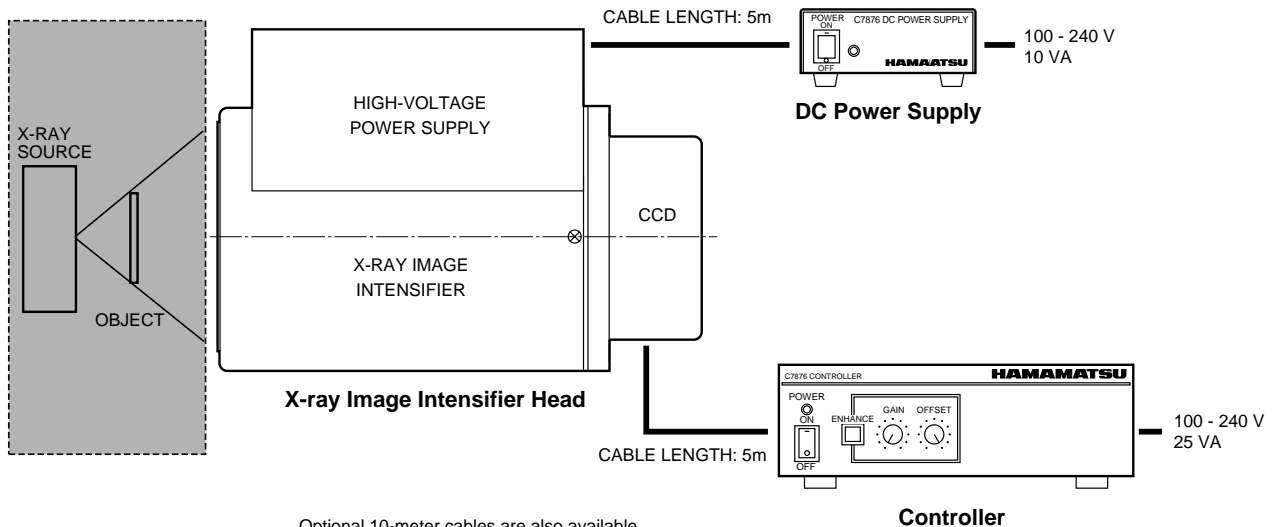 CABLE LENGTH: 5m
POWER
ON
OFF
C7876 DC POWER SUPPLY
HAMAATSU
100 - 240 V
10 VA
DC Power Supply
X-RAY
SOURCE
OBJECT
HIGH-VOLTAGE
POWER SUPPLY
CCD
X-RAY IMAGE
INTENSIFIER
X-ray Image Intensifier Head
CABLE LENGTH: 5m
C7876 CONTROLLER
HAMAMATSU
POWER
ON
OFF
ENHANCE
GAIN
OFFSET
100 - 240 V
25 VA
Controller
Optional 10-meter cables are also available